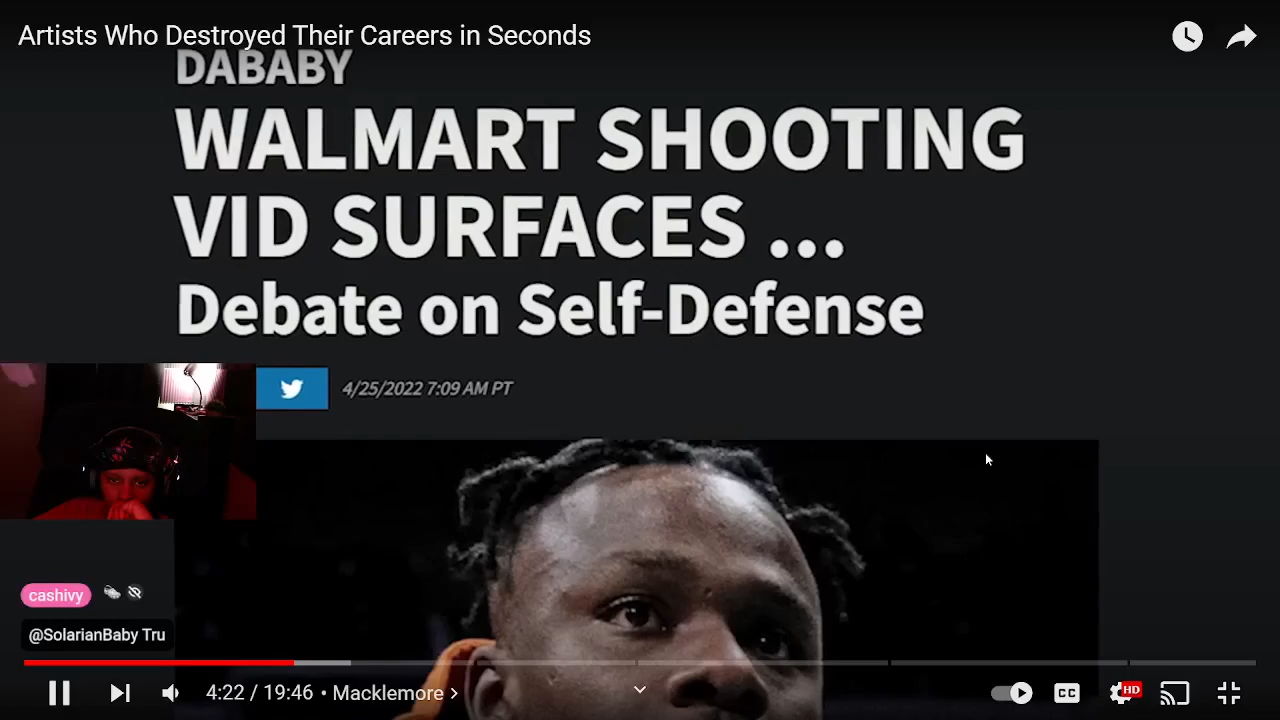 Artists Who Destroyed Their Careers in Seconds
DABABY
WALMART SHOOTING
VID SURFACES ...
Debate on Self-Defense
4/25/2022 7:09 AM PT
cashivy
@SolarianBaby Tru
4:22 / 19:46 • Macklemore >
CC
HD